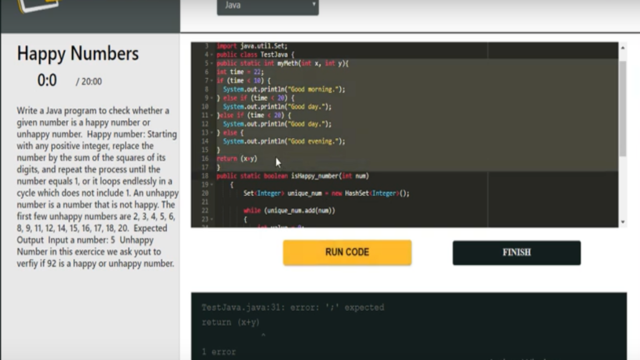 Java
Happy Numbers
0:0 / 20:00
Write a Java program to check whether a
given number is a happy number or
unhappy number. Happy number: Starting
with any positive integer, replace the
number by the sum of the squares of its
digits, and repeat the process until the
number equals 1, or it loops endlessly in a
cycle which does not include 1. An unhappy
number is a number that is not happy. The
first few unhappy numbers are 2, 3, 4, 5, 6,
8, 9, 11, 12, 14, 15, 16, 17, 18, 20. Expected
Output Input a number: 5 Unhappy
Number in this exercice we ask yout to
verfiy if 92 is a happy or unhappy number.
3 import java.util.Set;
4 public class TestJava {
5 public static int myMeth(int x, int y){
6 int time = 22;
7 if (time < 10) {
8 System.out.println("Good morning.");
9 } else if (time < 20) {
10 System.out.println("Good day.");
11 }else if (time < 20) {
12 System.out.println("Good day.");
13 } else {
14 System.out.println("Good evening.");
15 }
16 return (x+y)
17 }
18 public static boolean isHappy_number(int num)
19 {
20 Set<Integer> unique_num = new HashSet<Integer>();
21
22 while (unique_num.add(num))
23 {
RUN CODE
FINISH
TestJava.java:31: error: ';' expected
return (x+y)
^
1 error